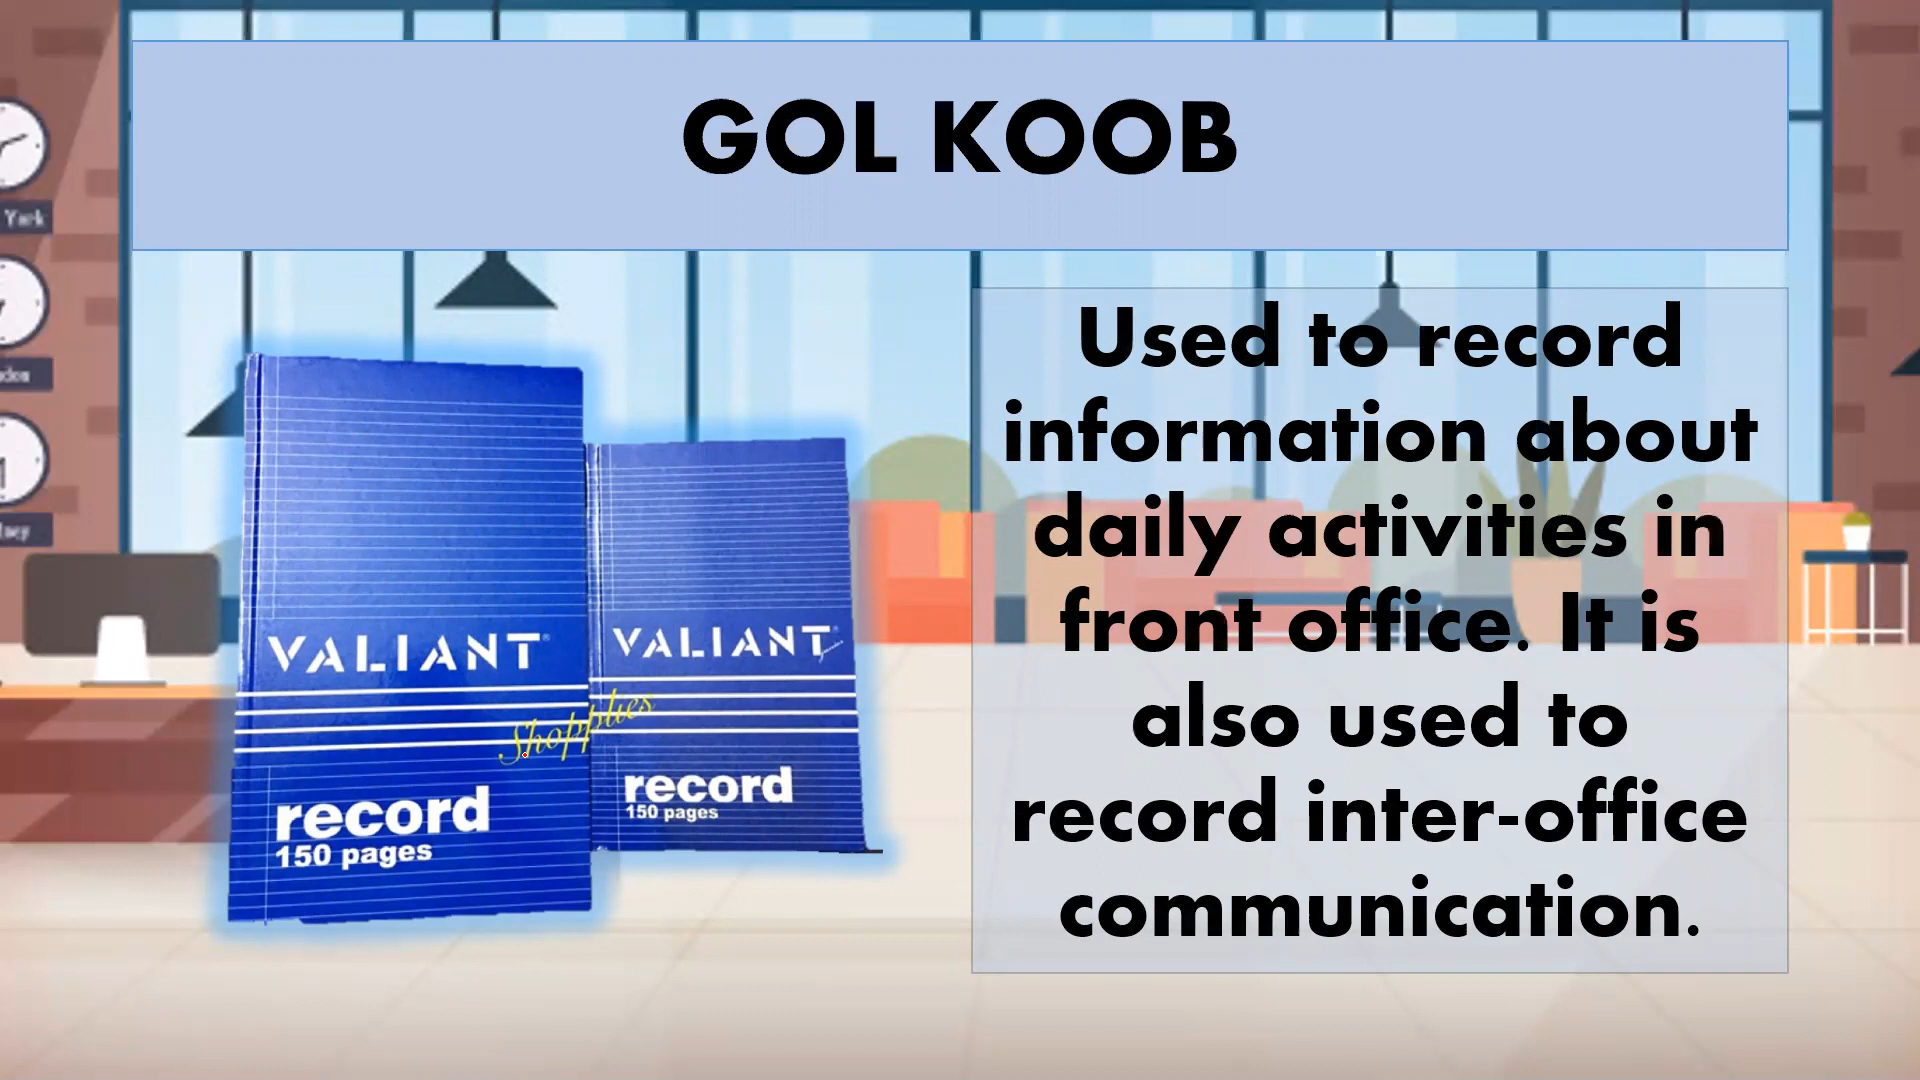 GOL KOOB
Used to record
information about
daily activities in
front office. It is
also used to
record inter-office
communication.
VALIANT®
Shopplies
record
150 pages
VALIANT
record
150 pages
York